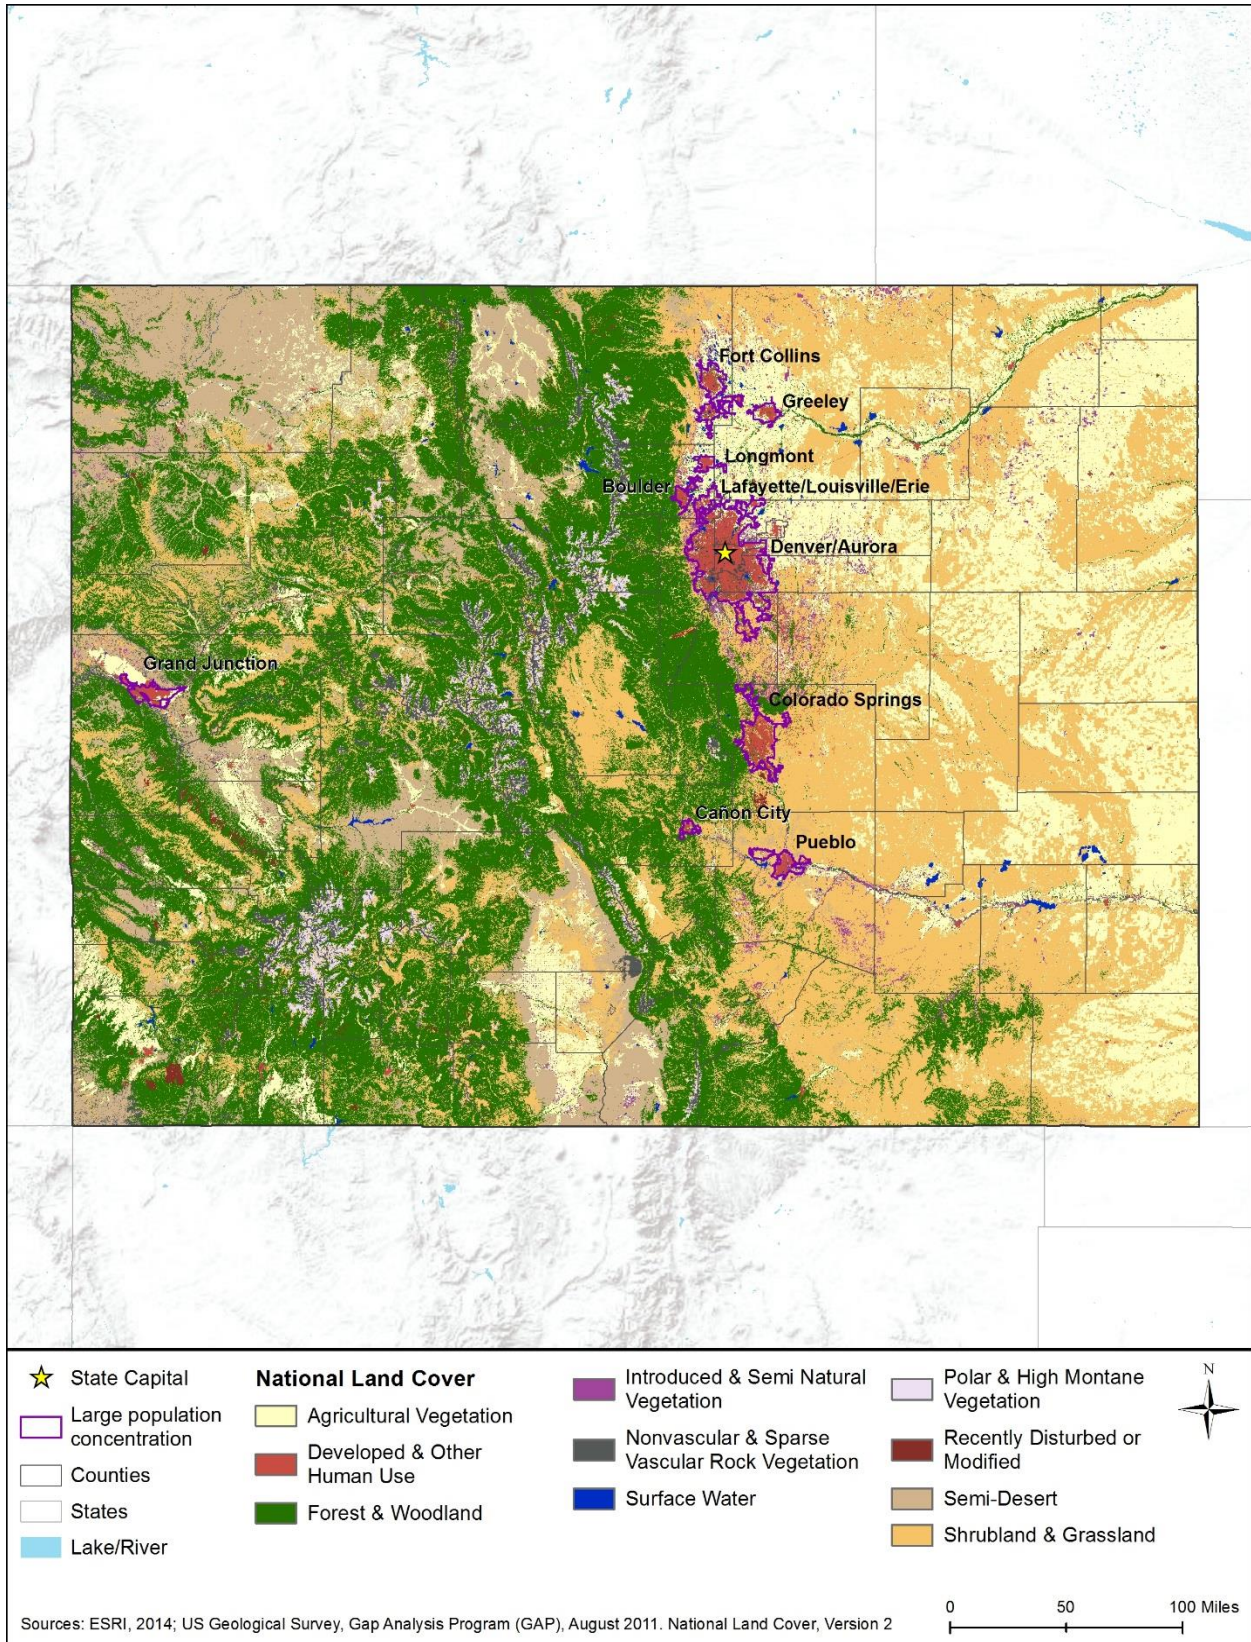 Fort Collins
Greeley
Longmont
Boulder
Lafayette/Louisville/Erie
Denver/Aurora
Grand Junction
Colorado Springs
Cañon City
Pueblo
State Capital
Large population
concentration
Counties
States
Lake/River
National Land Cover
Agricultural Vegetation
Developed & Other
Human Use
Forest & Woodland
Introduced & Semi Natural
Vegetation
Nonvascular & Sparse
Vascular Rock Vegetation
Surface Water
Polar & High Montane
Vegetation
Recently Disturbed or
Modified
Semi-Desert
Shrubland & Grassland
N
0 50 100 Miles
Sources: ESRI, 2014; US Geological Survey, Gap Analysis Program (GAP), August 2011. National Land Cover, Version 2